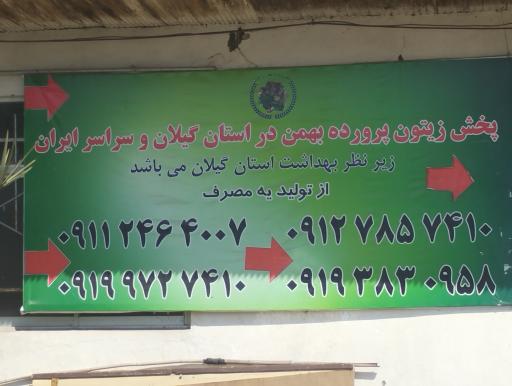 پخش زیتون پرورده بهمن در استان گیلان و سراسر ایران
زیر نظر بهداشت استان گیلان می باشد
از تولید یه مصرف
۰۹۱۲ ۷۸۵ ۷۴۱۰
۰۹۱۱ ۲۴۶ ۴۰۰۷
۰۹۱۹ ۳۸۳ ۰۹۵۸
۰۹۱۹ ۹۷۲ ۷۴۱۰